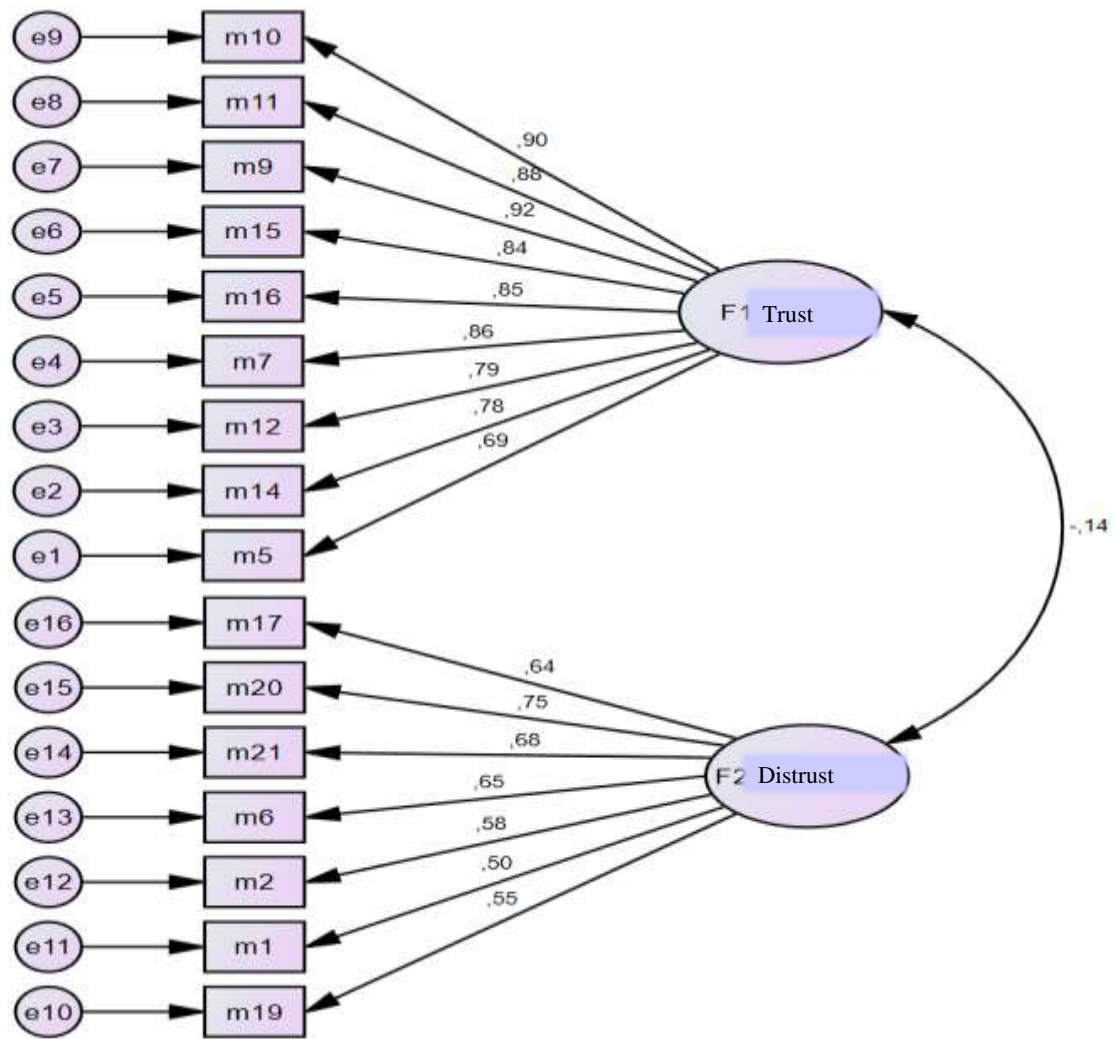 e9 m10
e8 m11
,90
,88
e7 m9
,92
e6 m15
,84
e5 m16
,85
F1 Trust
e4 m7
,86
e3 m12
,79
e2 m14
,78
,69
e1 m5
-,14
e16 m17
,64
e15 m20
,75
e14 m21
,68
F2 Distrust
e13 m6
,65
e12 m2
,58
e11 m1
,50
,55
e10 m19